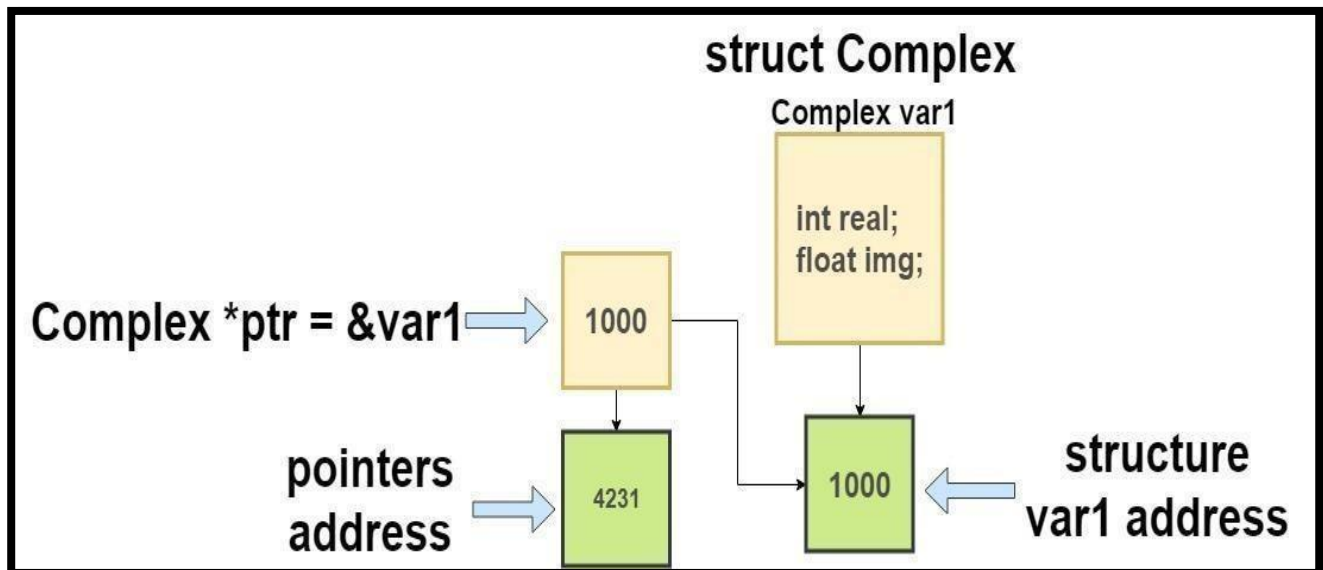 struct Complex
Complex var1
int real;
float img;
Complex *ptr = &var1
1000
pointers
address
4231
1000
structure
var1 address